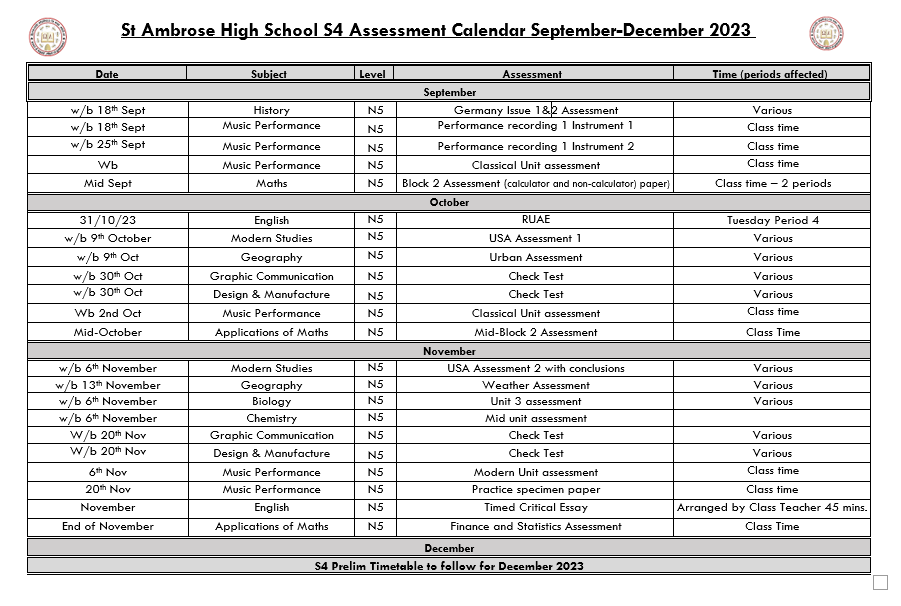 St Ambrose High School S4 Assessment Calendar September-December 2023
Date Subject Level Assessment Time (periods affected)
September
w/b 18th Sept History N5 Germany Issue 1&2 Assessment Various
w/b 18th Sept Music Performance N5 Performance recording 1 Instrument 1 Class time
w/b 25th Sept Music Performance N5 Performance recording 1 Instrument 2 Class time
Wb Music Performance N5 Classical Unit assessment Class time
Mid Sept Maths N5 Block 2 Assessment (calculator and non-calculator) paper) Class time – 2 periods
October
31/10/23 English N5 RUAE Tuesday Period 4
w/b 9th October Modern Studies N5 USA Assessment 1 Various
w/b 9th Oct Geography N5 Urban Assessment Various
w/b 30th Oct Graphic Communication N5 Check Test Various
w/b 30th Oct Design & Manufacture N5 Check Test Various
Wb 2nd Oct Music Performance N5 Classical Unit assessment Class time
Mid-October Applications of Maths N5 Mid-Block 2 Assessment Class Time
November
w/b 6th November Modern Studies N5 USA Assessment 2 with conclusions Various
w/b 13th November Geography N5 Weather Assessment Various
w/b 6th November Biology N5 Unit 3 assessment Various
w/b 6th November Chemistry N5 Mid unit assessment
W/b 20th Nov Graphic Communication N5 Check Test Various
W/b 20th Nov Design & Manufacture N5 Check Test Various
6th Nov Music Performance N5 Modern Unit assessment Class time
20th Nov Music Performance N5 Practice specimen paper Class time
November English N5 Timed Critical Essay Arranged by Class Teacher 45 mins.
End of November Applications of Maths N5 Finance and Statistics Assessment Class Time
December
S4 Prelim Timetable to follow for December 2023